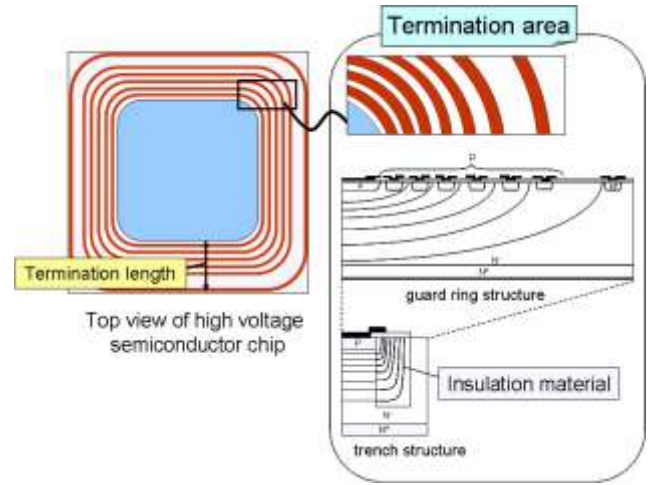 Termination area
P
Termination length
Top view of high voltage
semiconductor chip
guard ring structure
P
Insulation material
trench structure